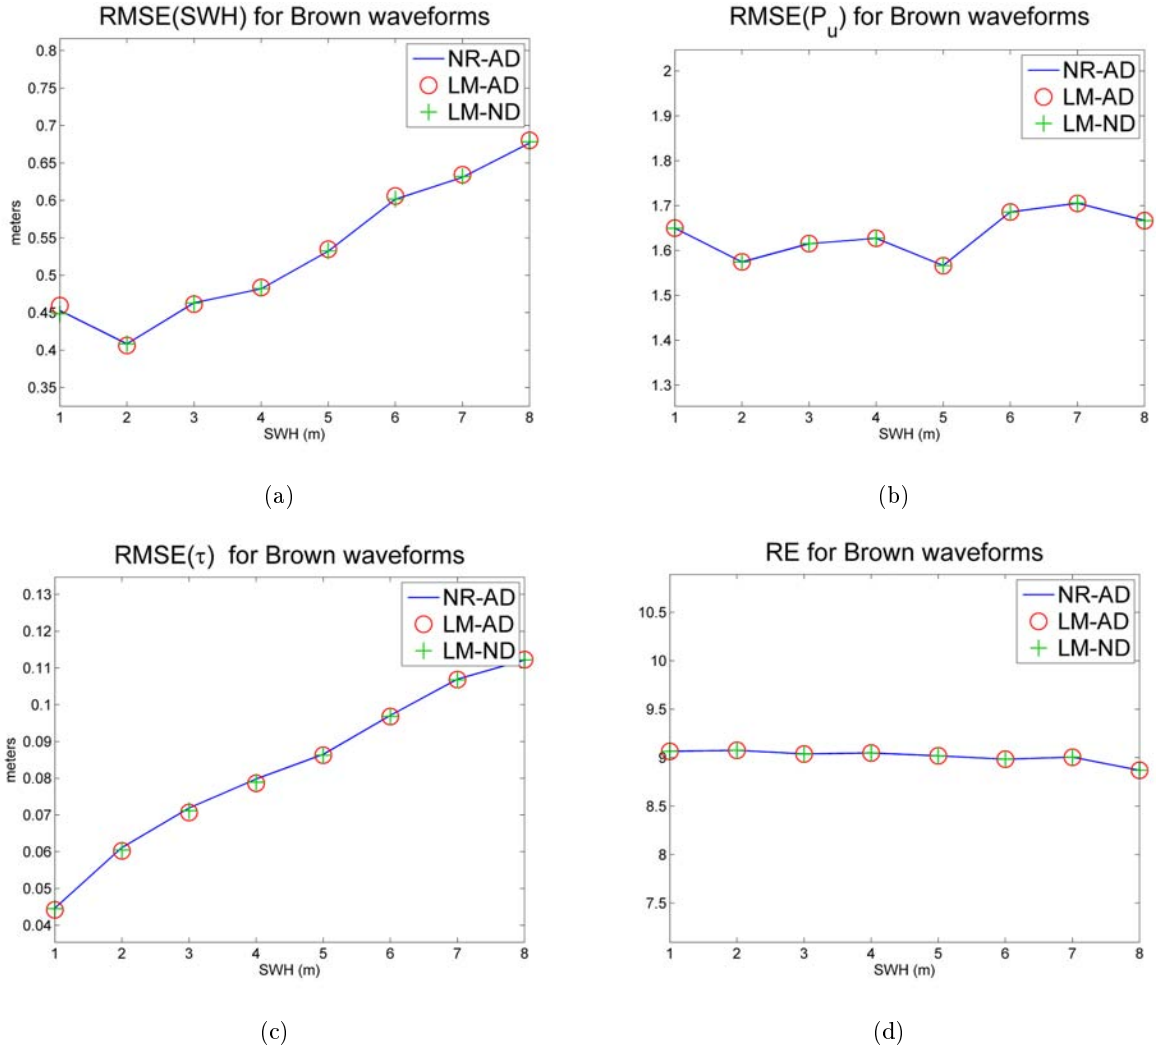 RMSE(SWH) for Brown waveforms
0.8
0.75
0.7
0.65
0.6
0.55
0.5
0.45
0.4
0.35
meters
NR-AD
LM-AD
LM-ND
1 2 3 4 5 6 7 8
SWH (m)
(a)
RMSE(P_u) for Brown waveforms
2
1.9
1.8
1.7
1.6
1.5
1.4
1.3
NR-AD
LM-AD
LM-ND
1 2 3 4 5 6 7 8
SWH (m)
(b)
RMSE(τ) for Brown waveforms
0.13
0.12
0.11
0.1
0.09
0.08
0.07
0.06
0.05
0.04
meters
NR-AD
LM-AD
LM-ND
1 2 3 4 5 6 7 8
SWH (m)
(c)
RE for Brown waveforms
10.5
10
9.5
9
8.5
8
7.5
NR-AD
LM-AD
LM-ND
1 2 3 4 5 6 7 8
SWH (m)
(d)